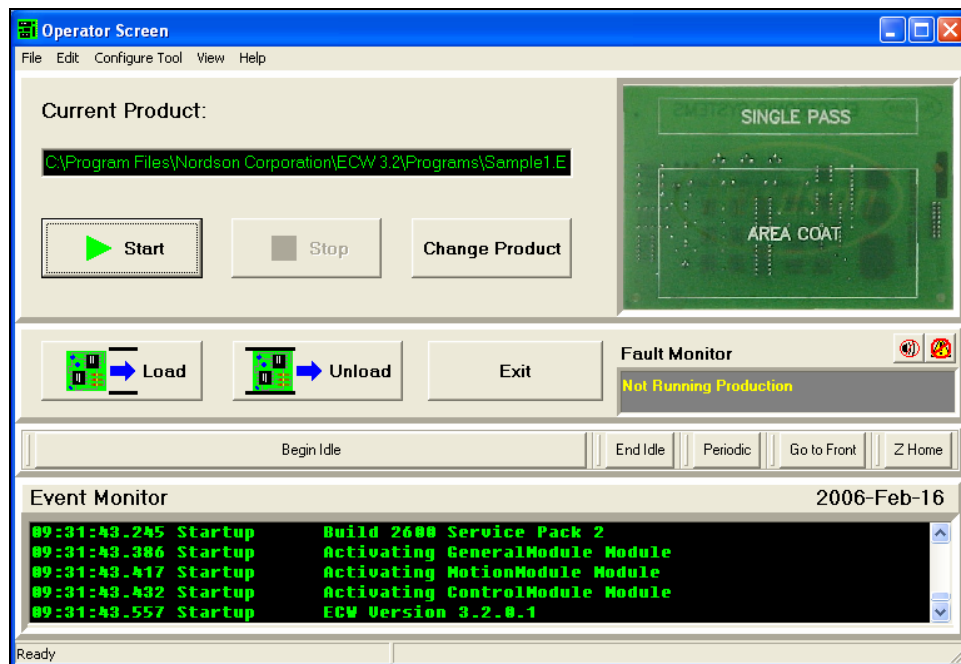 Operator Screen
File Edit Configure Tool View Help
Current Product:
C:\Program Files\Nordson Corporation\ECW 3.2\Programs\Sample1.E
Start
Stop
Change Product
SINGLE PASS
AREA COAT
Load
Unload
Exit
Fault Monitor
Not Running Production
Begin Idle
End Idle
Periodic
Go to Front
Z Home
Event Monitor
2006-Feb-16
09:31:43.245 Startup Build 2600 Service Pack 2
09:31:43.386 Startup Activating GeneralModule Module
09:31:43.417 Startup Activating MotionModule Module
09:31:43.432 Startup Activating ControlModule Module
09:31:43.557 Startup ECW Version 3.2.0.1
Ready